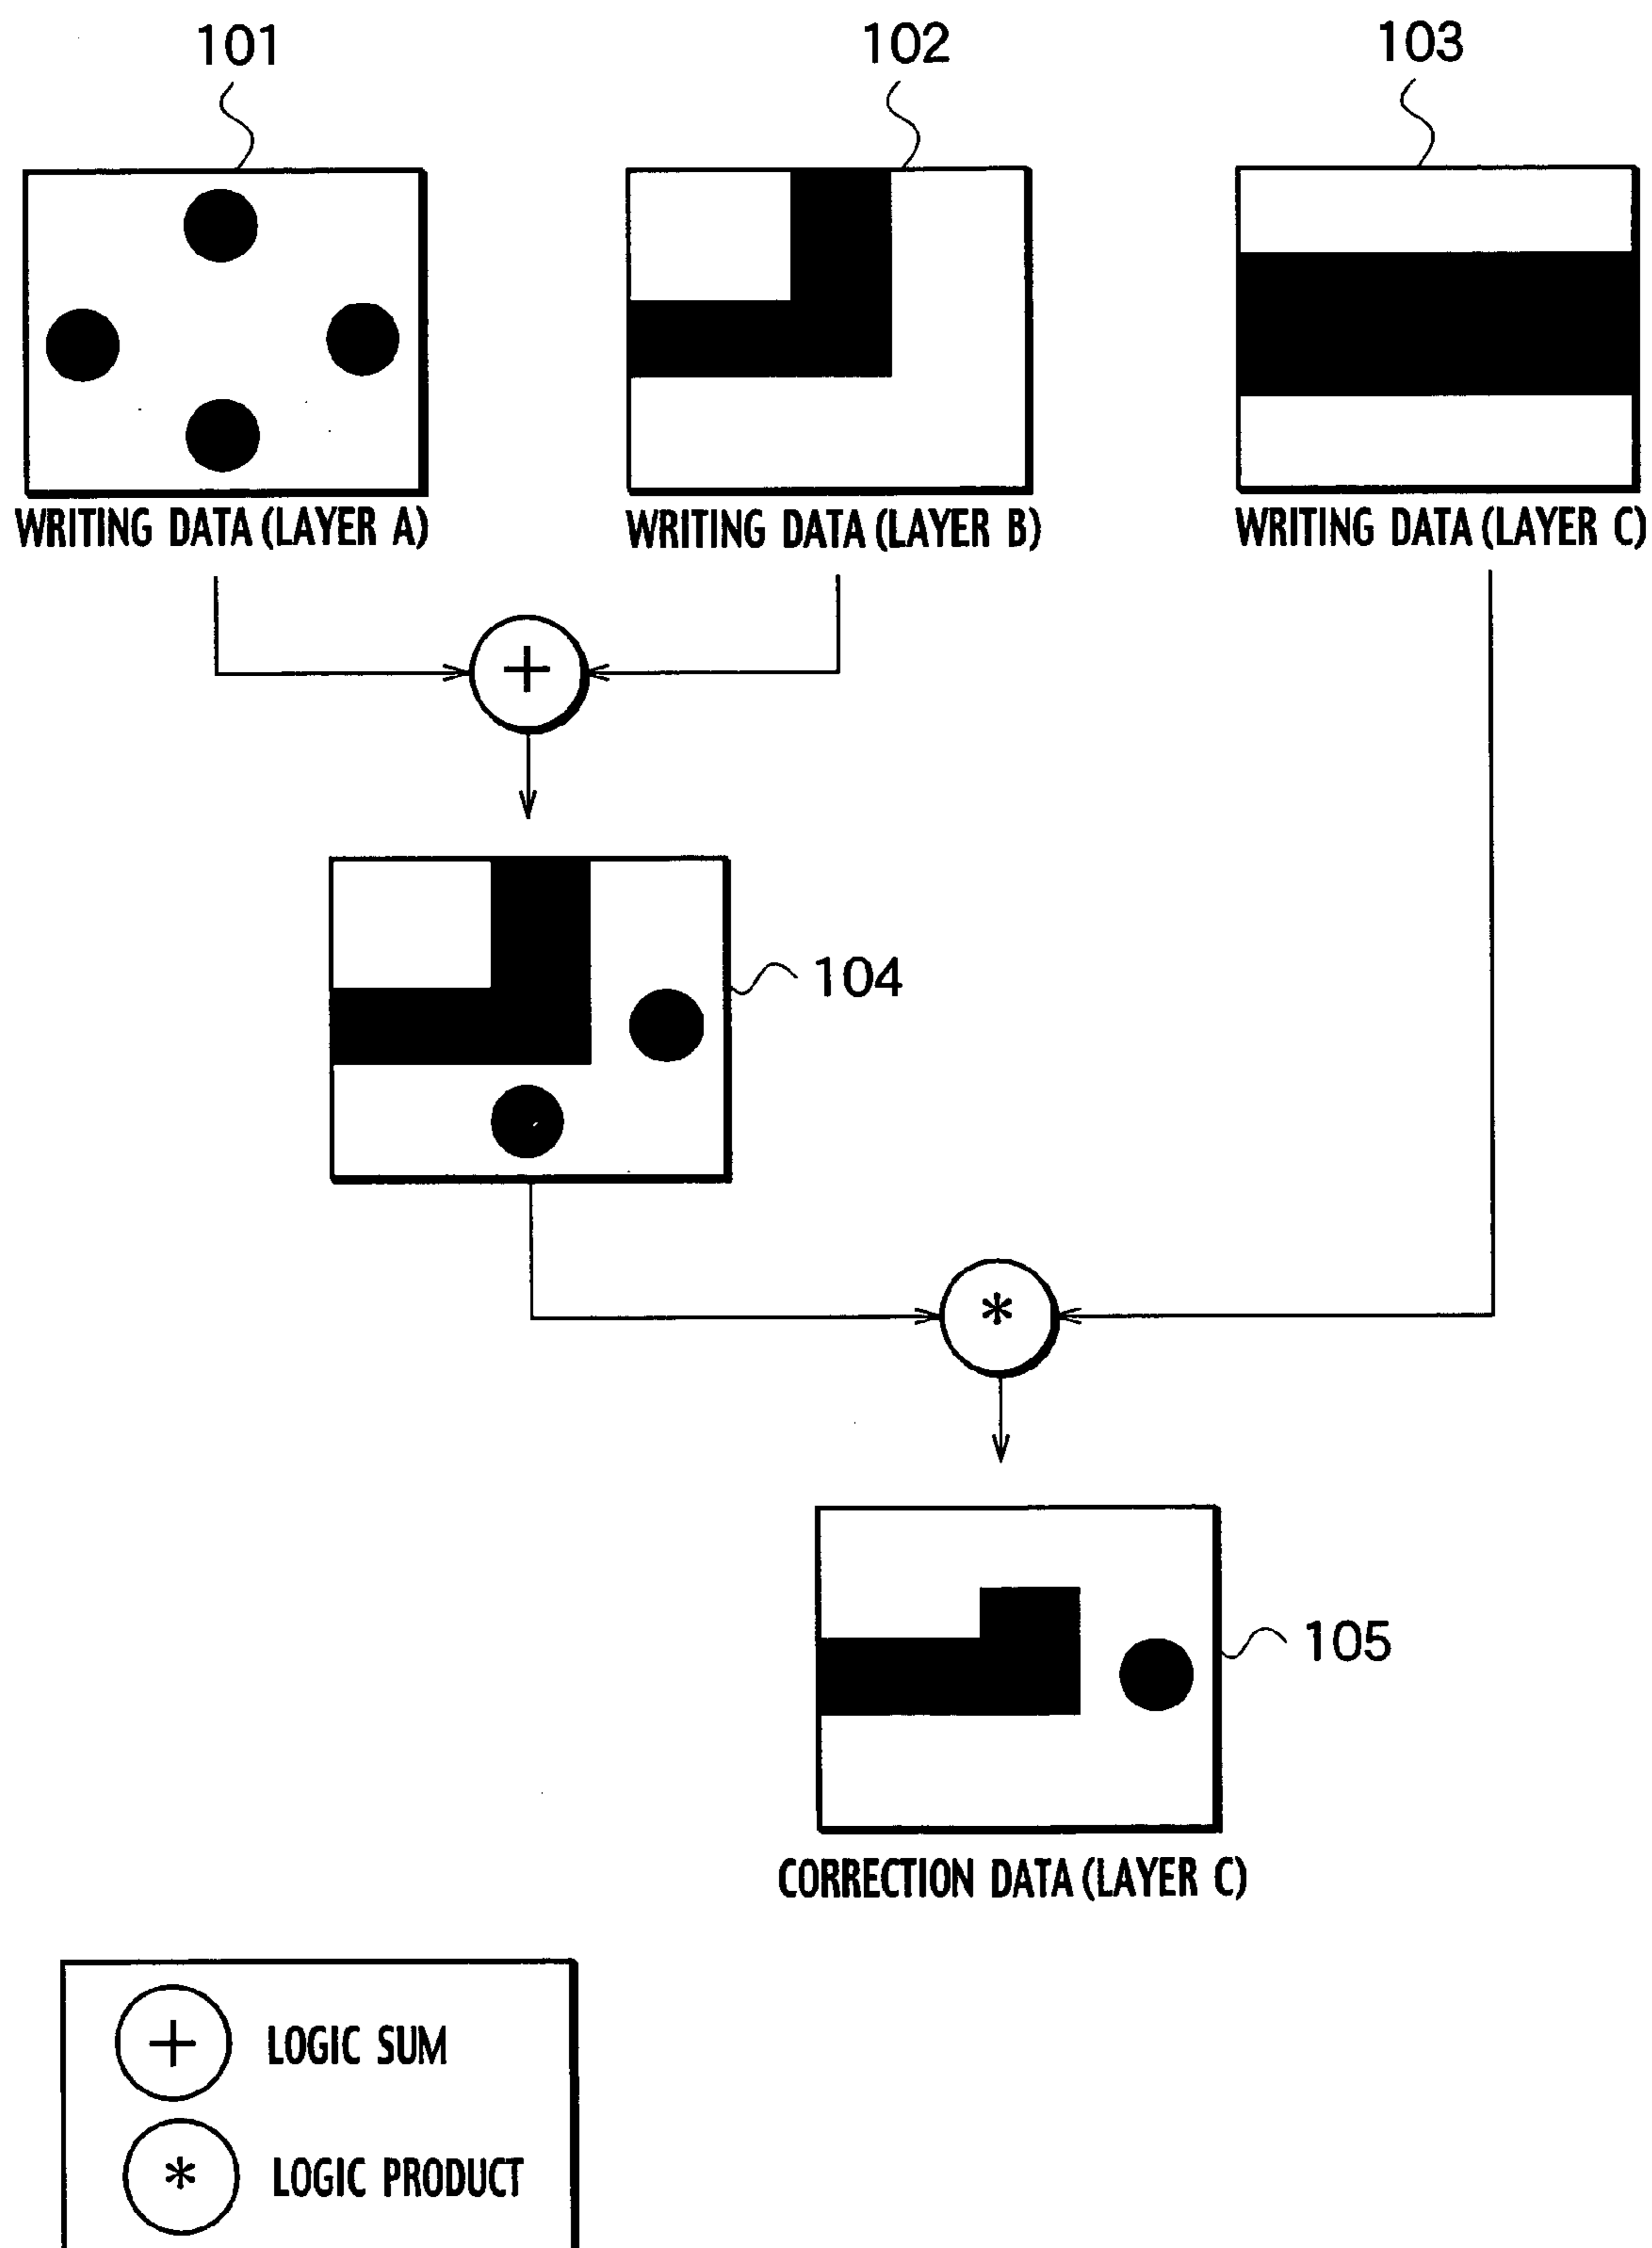 101
102
103
WRITING DATA (LAYER A)
WRITING DATA (LAYER B)
WRITING DATA (LAYER C)
+
104
*
105
CORRECTION DATA (LAYER C)
+ LOGIC SUM
* LOGIC PRODUCT